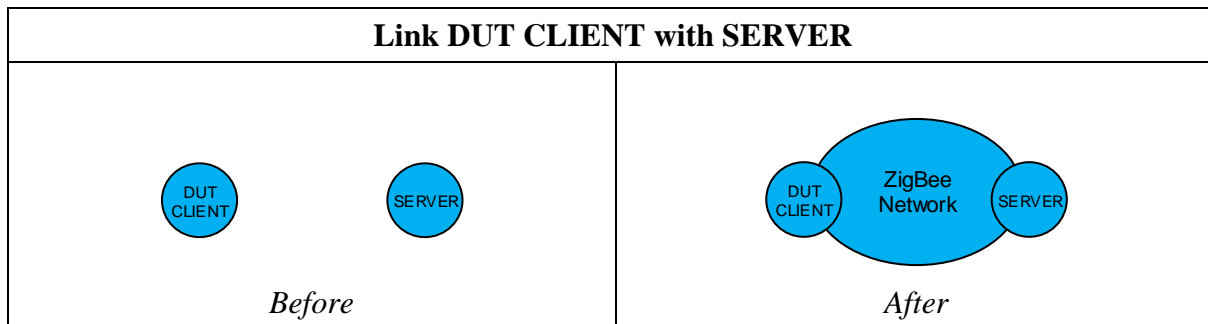 Link DUT CLIENT with SERVER
DUT
CLIENT
SERVER
Before
DUT
CLIENT
ZigBee
Network
SERVER
After